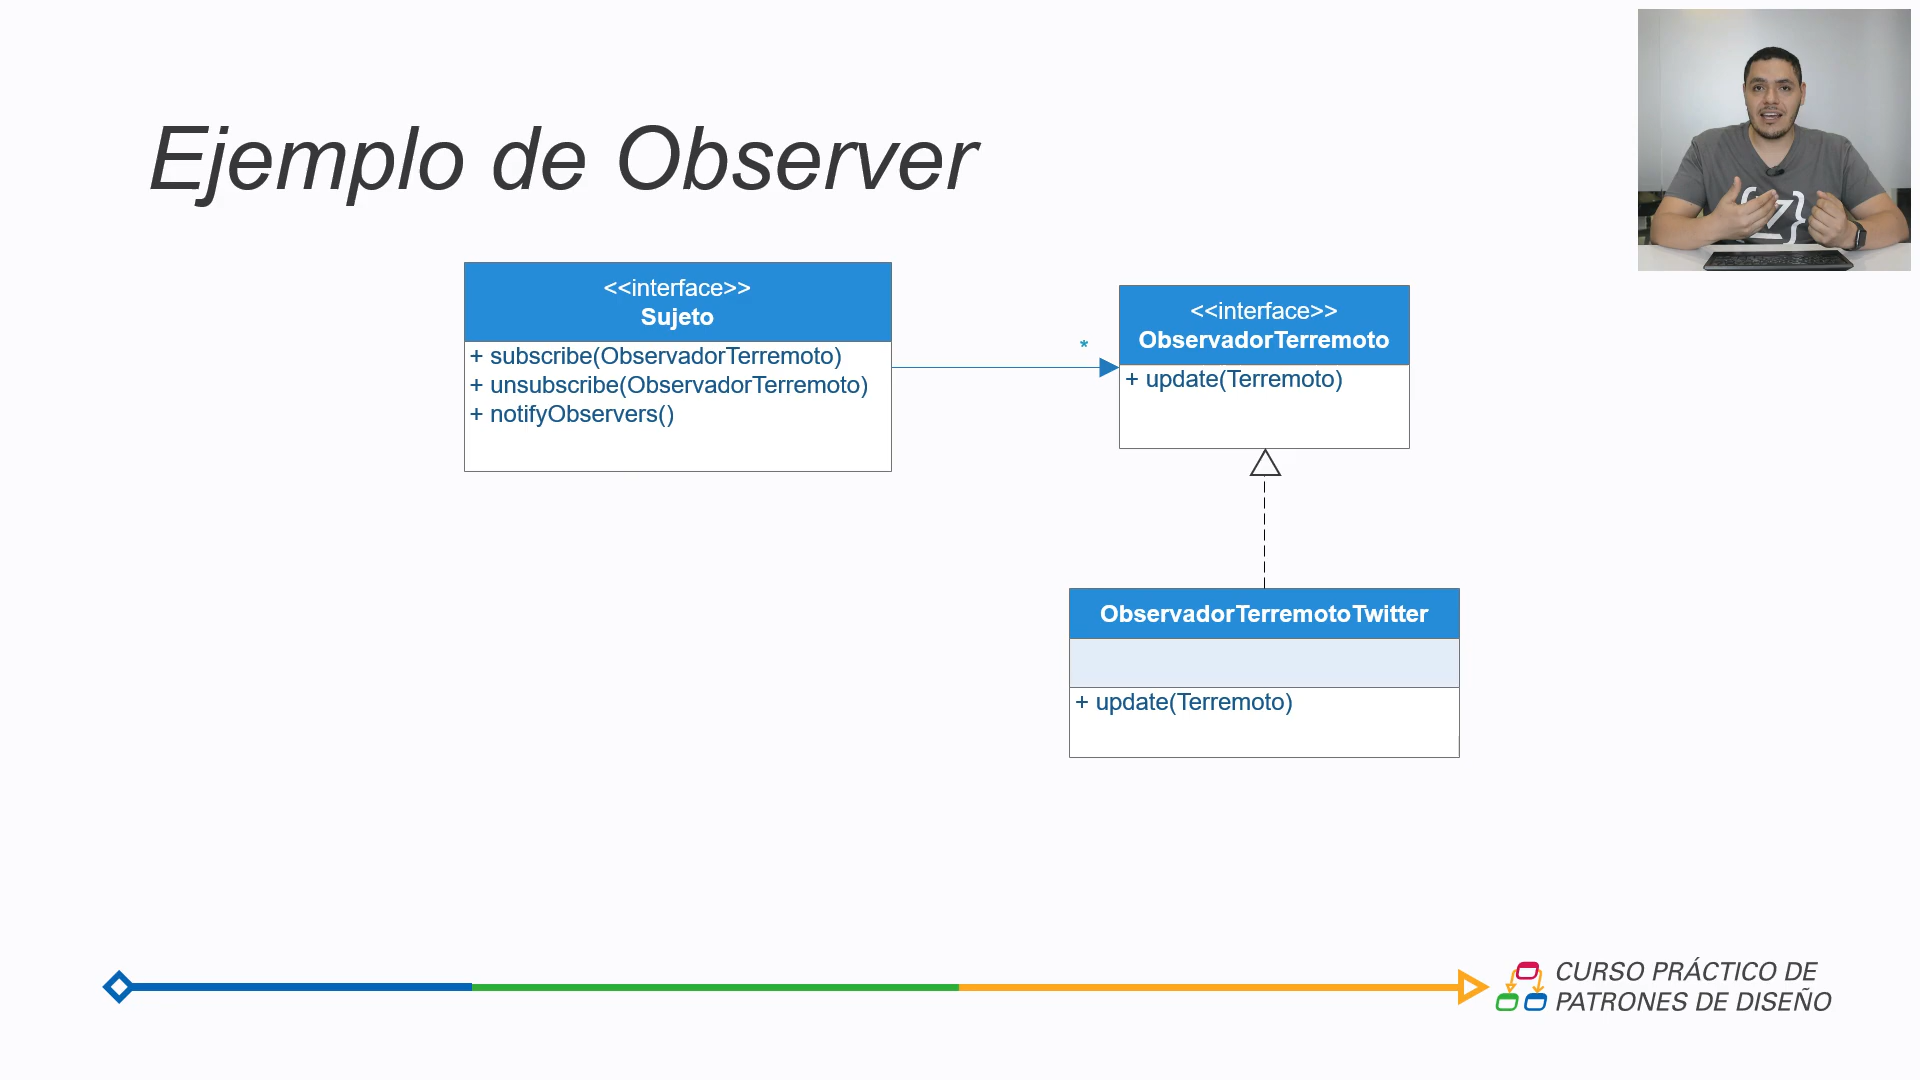 Ejemplo de Observer
<<interface>>
Sujeto
+ subscribe(ObservadorTerremoto)
+ unsubscribe(ObservadorTerremoto)
+ notifyObservers()
*
<<interface>>
ObservadorTerremoto
+ update(Terremoto)
ObservadorTerremotoTwitter
+ update(Terremoto)
CURSO PRÁCTICO DE
PATRONES DE DISEÑO